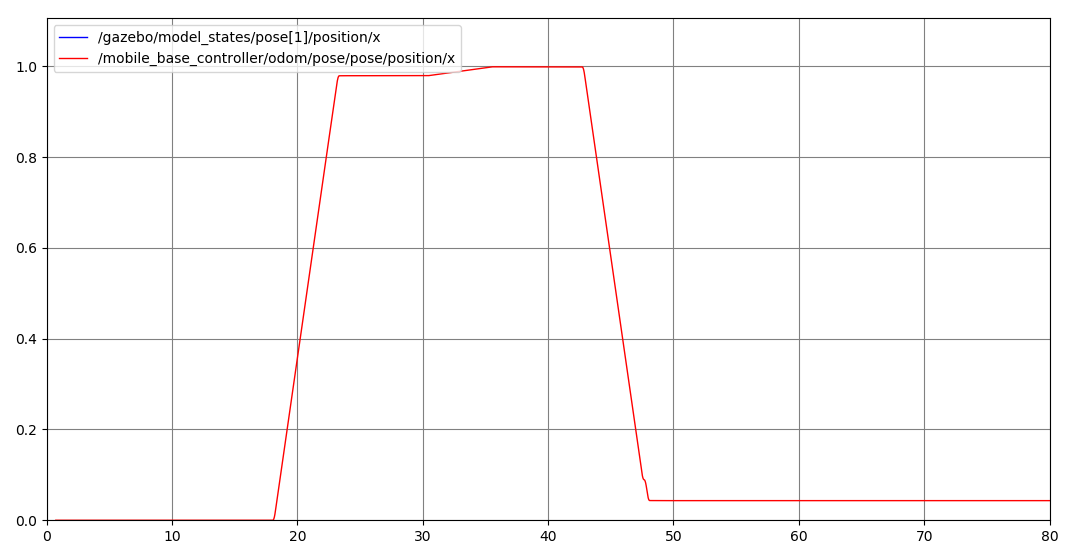 /gazebo/model_states/pose[1]/position/x
/mobile_base_controller/odom/pose/pose/position/x
1.0
0.8
0.6
0.4
0.2
0.0
0 10 20 30 40 50 60 70 80